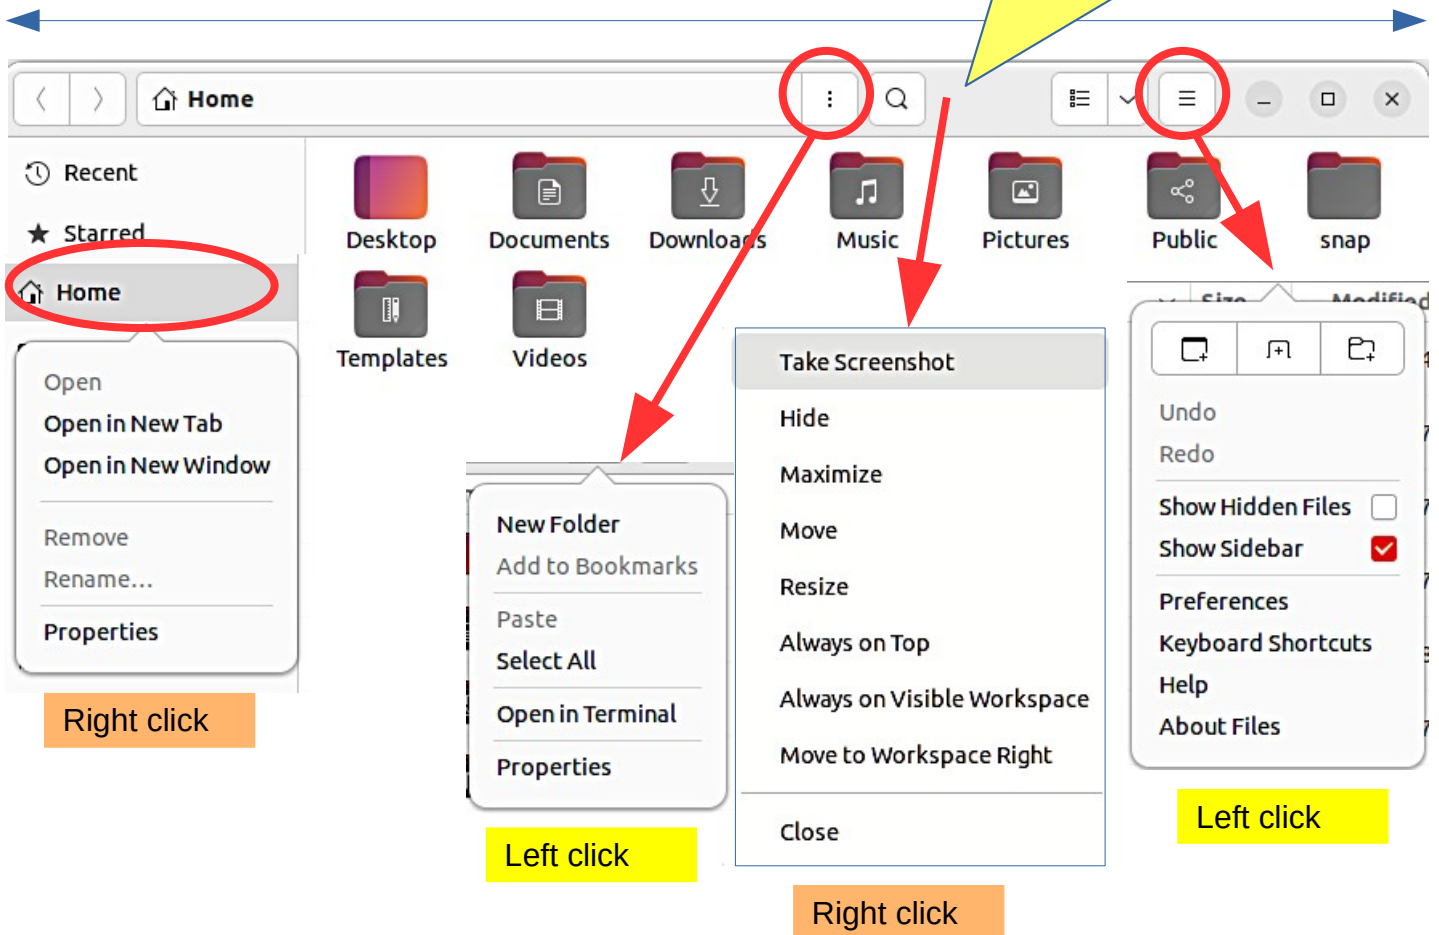 Home
Recent
Starred
Home
Desktop
Documents
Downloads
Music
Pictures
Public
snap
Templates
Videos
Open
Open in New Tab
Open in New Window
Remove
Rename...
Properties
Right click
New Folder
Add to Bookmarks
Paste
Select All
Open in Terminal
Properties
Left click
Take Screenshot
Hide
Maximize
Move
Resize
Always on Top
Always on Visible Workspace
Move to Workspace Right
Close
Right click
Size Modified
Undo
Redo
Show Hidden Files
Show Sidebar
Preferences
Keyboard Shortcuts
Help
About Files
Left click